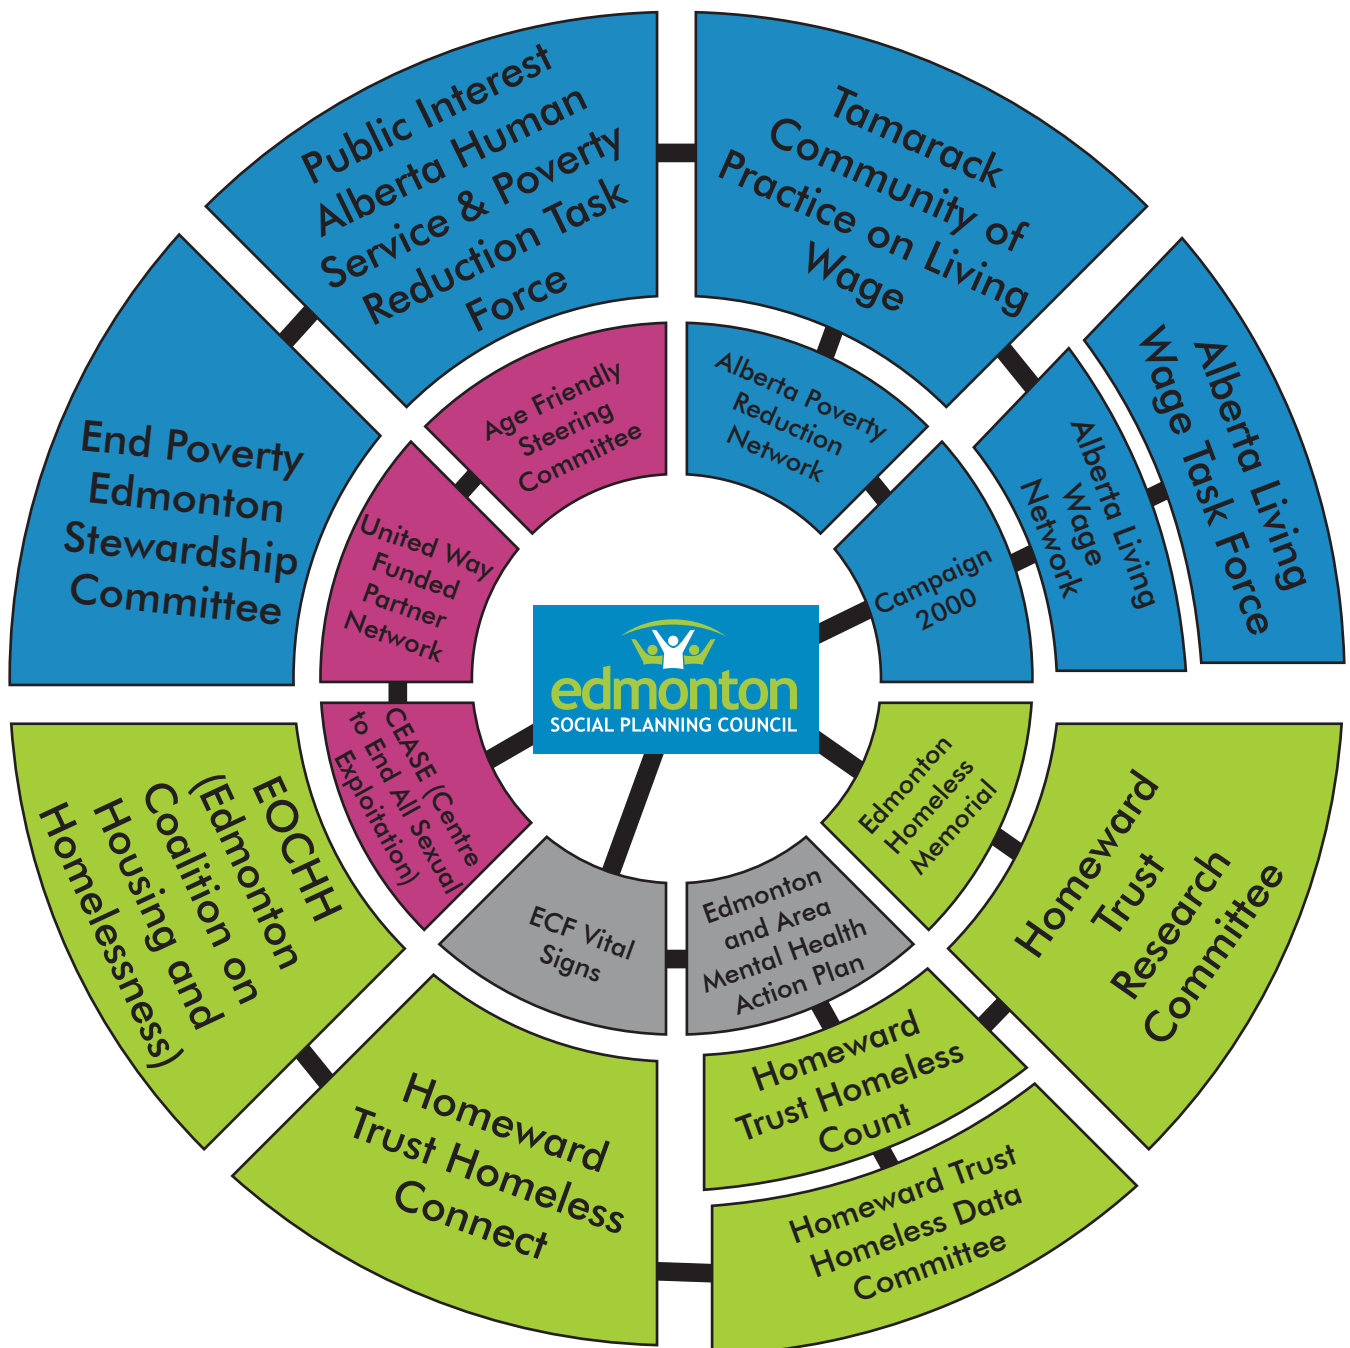 Public Interest
Alberta Human
Service & Poverty
Reduction Task
Force
Tamarack
Community of
Practice on Living
Wage
Alberta Living
Wage Task Force
Alberta Living
Wage
Network
End Poverty
Edmonton
Stewardship
Committee
Age Friendly
Steering
Committee
Alberta Poverty
Reduction
Network
United Way
Funded
Partner
Network
Campaign
2000
edmonton
SOCIAL PLANNING COUNCIL
CEASE (Centre
to End All Sexual
Exploitation)
Edmonton
Homeless
Memorial
ECF Vital
Signs
Edmonton
and Area
Mental Health
Action Plan
EOCHH
(Edmonton
Coalition on
Housing and
Homelessness)
Homeward
Trust
Research
Committee
Homeward
Trust Homeless
Connect
Homeward
Trust Homeless
Count
Homeward Trust
Homeless Data
Committee